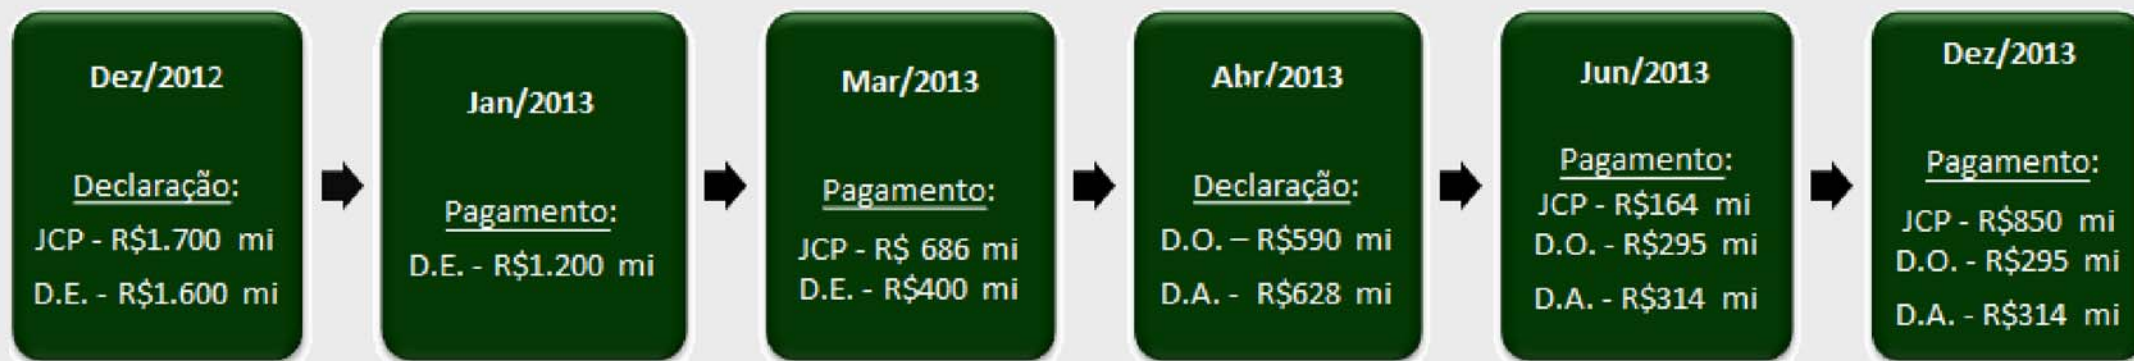 Dez/2012
Declaração:
JCP - R$1.700 mi
D.E. - R$1.600 mi
Jan/2013
Pagamento:
D.E. - R$1.200 mi
Mar/2013
Pagamento:
JCP - R$ 686 mi
D.E. - R$400 mi
Abr/2013
Declaração:
D.O. – R$590 mi
D.A. - R$628 mi
Jun/2013
Pagamento:
JCP - R$164 mi
D.O. - R$295 mi
D.A. - R$314 mi
Dez/2013
Pagamento:
JCP - R$850 mi
D.O. - R$295 mi
D.A. - R$314 mi